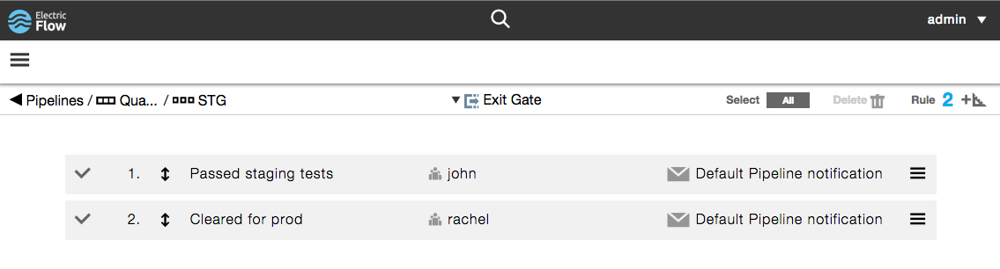 Electric
Flow
admin
Pipelines / Qua... / STG
Exit Gate
Select All Delete Rule 2
1. Passed staging tests john Default Pipeline notification
2. Cleared for prod rachel Default Pipeline notification